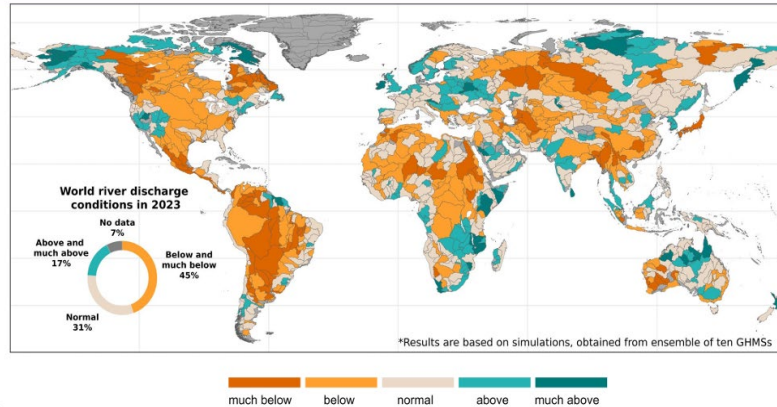 World river discharge
conditions in 2023
No data
7%
Above and
much above
17%
Below and
much below
45%
Normal
31%
*Results are based on simulations, obtained from ensemble of ten GHMSs
much below
below
normal
above
much above